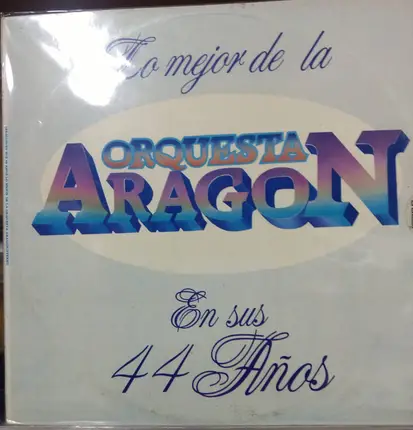 Lo mejor de la
ORQUESTA
ARAGON
En sus
44 Años